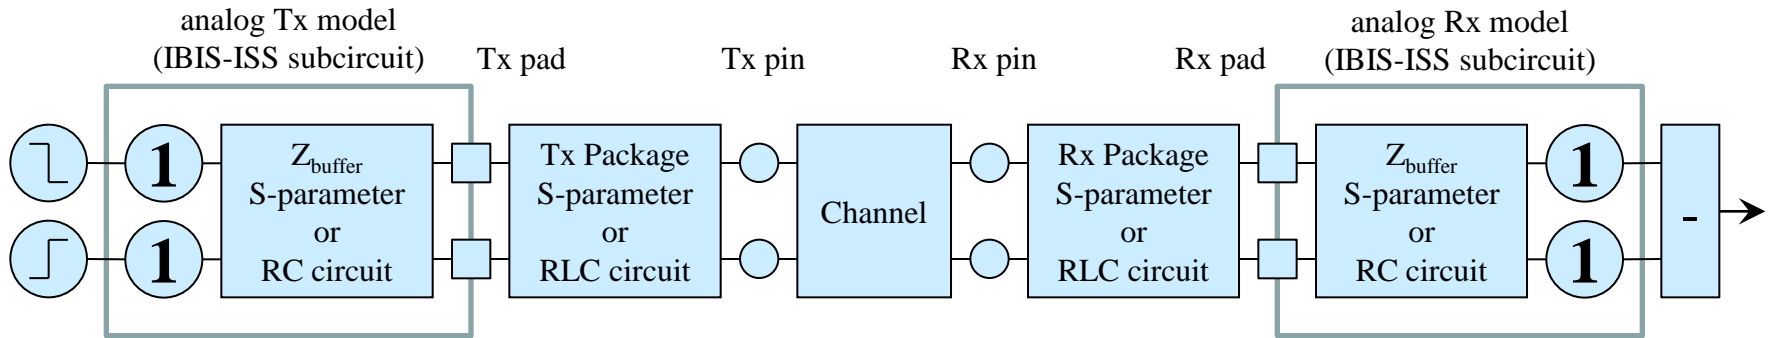 analog Tx model
(IBIS-ISS subcircuit)
Tx pad
Tx pin
Rx pin
Rx pad
analog Rx model
(IBIS-ISS subcircuit)
1
1
Zbuffer
S-parameter
or
RC circuit
Tx Package
S-parameter
or
RLC circuit
Channel
Rx Package
S-parameter
or
RLC circuit
Zbuffer
S-parameter
or
RC circuit
1
1
-